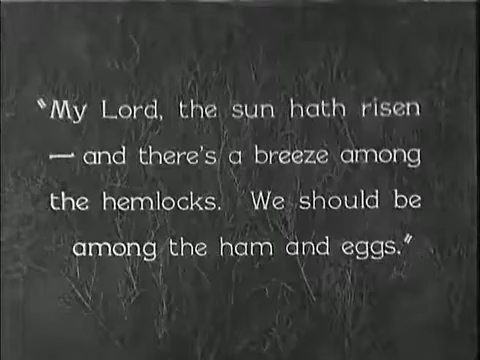 "My Lord, the sun hath risen
— and there's a breeze among
the hemlocks. We should be
among the ham and eggs."